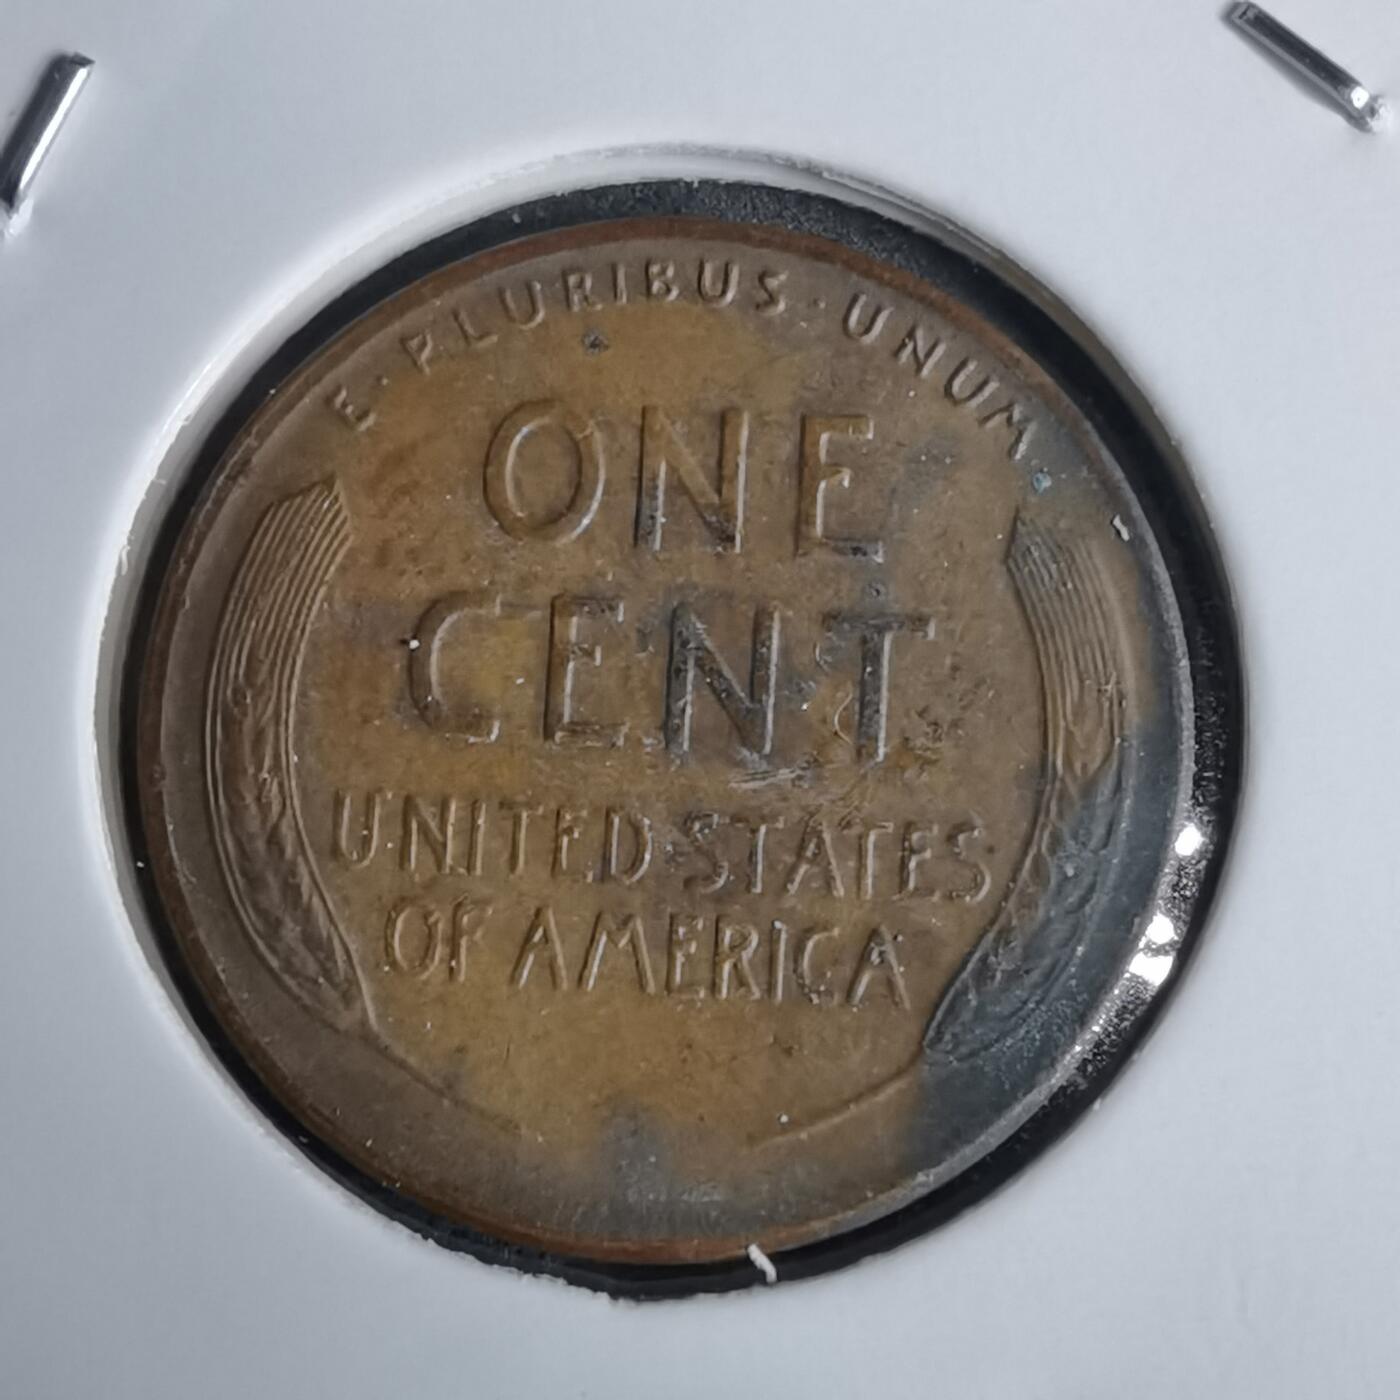 E·PLURIBUS·UNUM
ONE
CENT
UNITED·STATES
OF AMERICA